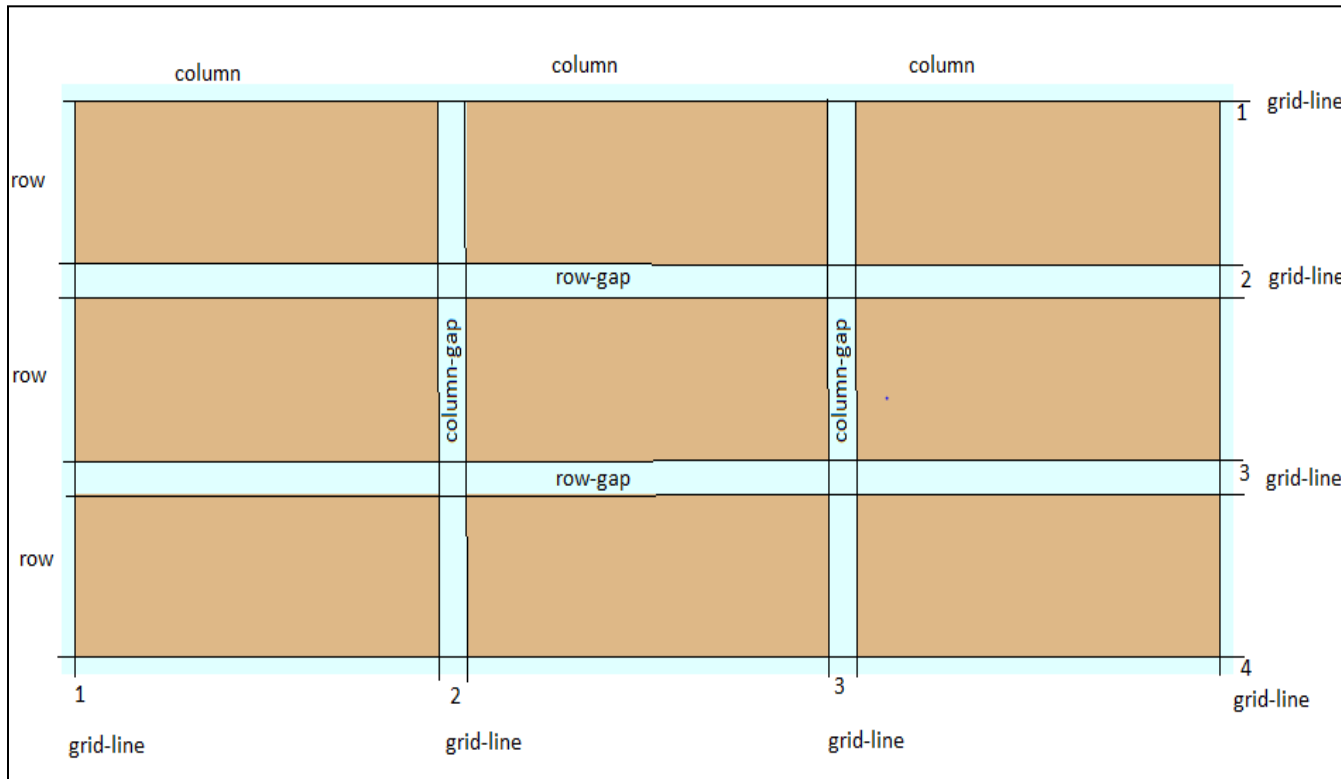 column
column
column
1
grid-line
row
row-gap
2
grid-line
column-gap
column-gap
row
row-gap
3
grid-line
row
4
grid-line
1
2
3
grid-line
grid-line
grid-line